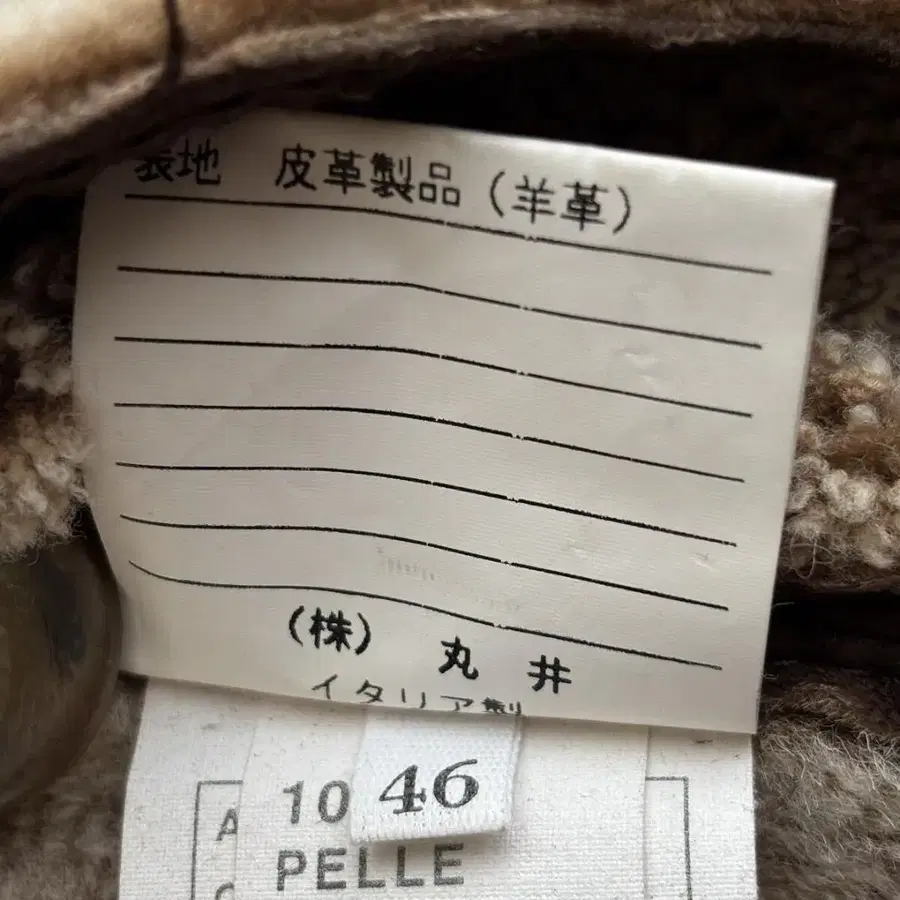 表地　皮革製品(羊革)
(株)　丸　井
イタリア製
46
10
PELLE
A